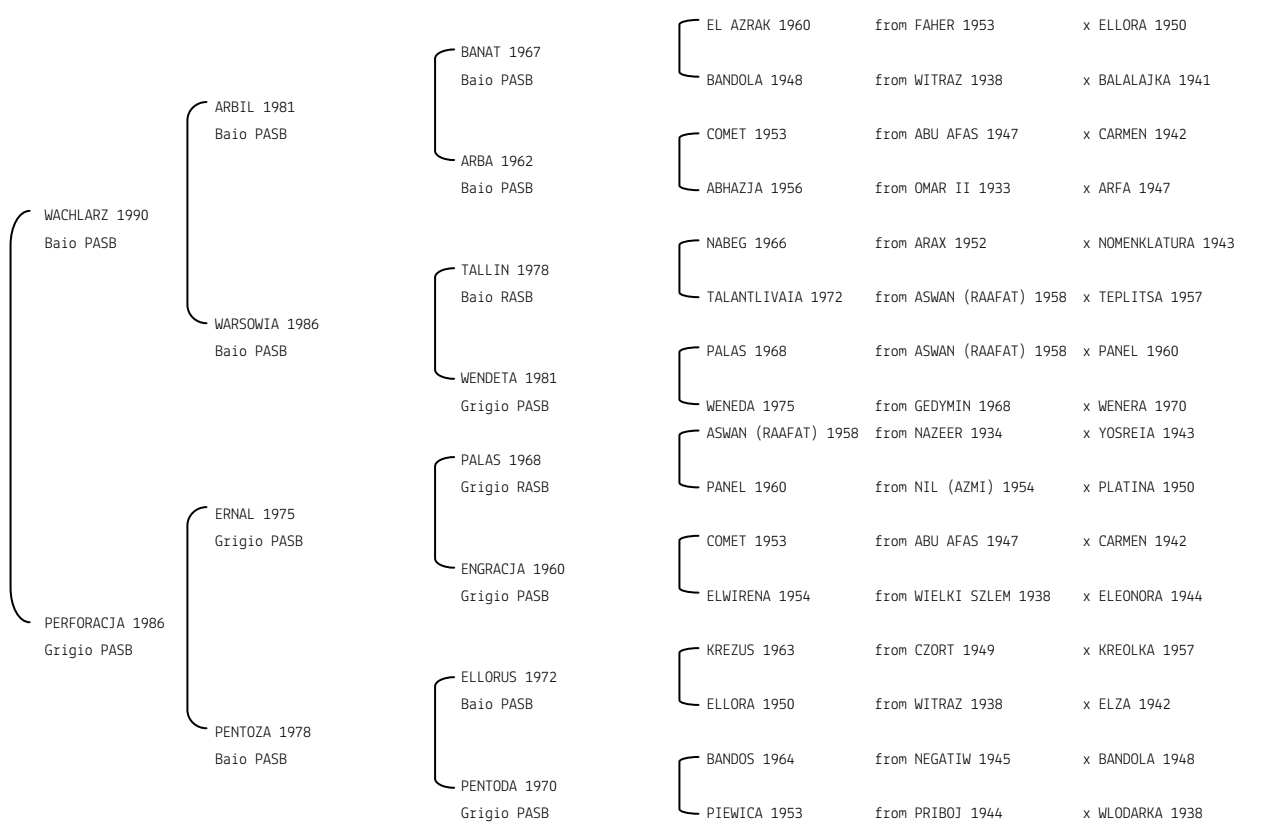 EL AZRAK 1960 from FAHER 1953 x ELLORA 1950
BANAT 1967
Baio PASB
BANDOLA 1948 from WITRAZ 1938 x BALALAJKA 1941
ARBIL 1981
Baio PASB
COMET 1953 from ABU AFAS 1947 x CARMEN 1942
ARBA 1962
Baio PASB
ABHAZJA 1956 from OMAR II 1933 x ARFA 1947
WACHLARZ 1990
Baio PASB
NABEG 1966 from ARAX 1952 x NOMENKLATURA 1943
TALLIN 1978
Baio RASB
TALANTLIVAIA 1972 from ASWAN (RAAFAT) 1958 x TEPLITSA 1957
WARSOWIA 1986
Baio PASB
PALAS 1968 from ASWAN (RAAFAT) 1958 x PANEL 1960
WENDETA 1981
Grigio PASB
WENEDA 1975 from GEDYMIN 1968 x WENERA 1970
ASWAN (RAAFAT) 1958 from NAZEER 1934 x YOSREIA 1943
PALAS 1968
Grigio RASB
PANEL 1960 from NIL (AZMI) 1954 x PLATINA 1950
ERNAL 1975
Grigio PASB
COMET 1953 from ABU AFAS 1947 x CARMEN 1942
ENGRACJA 1960
Grigio PASB
ELWIRENA 1954 from WIELKI SZLEM 1938 x ELEONORA 1944
PERFORACJA 1986
Grigio PASB
KREZUS 1963 from CZORT 1949 x KREOLKA 1957
ELLORUS 1972
Baio PASB
ELLORA 1950 from WITRAZ 1938 x ELZA 1942
PENTOZA 1978
Baio PASB
BANDOS 1964 from NEGATIW 1945 x BANDOLA 1948
PENTODA 1970
Grigio PASB
PIEWICA 1953 from PRIBOJ 1944 x WLODARKA 1938